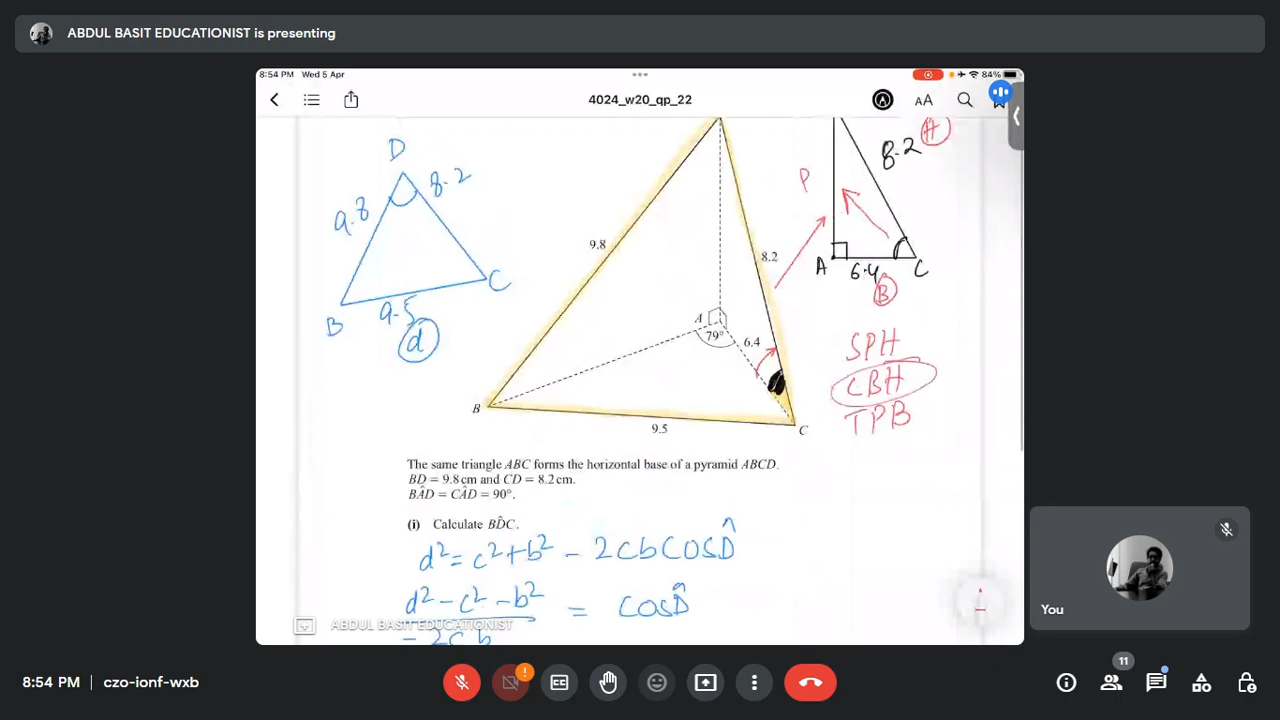 ABDUL BASIT EDUCATIONIST is presenting
8:54 PM Wed 5 Apr
84%
4024_w20_qp_22
AA
D
9.8
8.2
B
9.5
C
d
9.8
8.2
A
79°
6.4
B
9.5
C
P
8.2
H
A
6.4
C
B
SPH
CBH
TPB
The same triangle ABC forms the horizontal base of a pyramid ABCD.
BD = 9.8 cm and CD = 8.2 cm.
BÂD = CÂD = 90°.
(i) Calculate BD̂C.
d² = c² + b² - 2cb cos D̂
d² - c² - b² = cos D̂
- 2cb
ABDUL BASIT EDUCATIONIST
You
8:54 PM | czo-ionf-wxb
CC
11